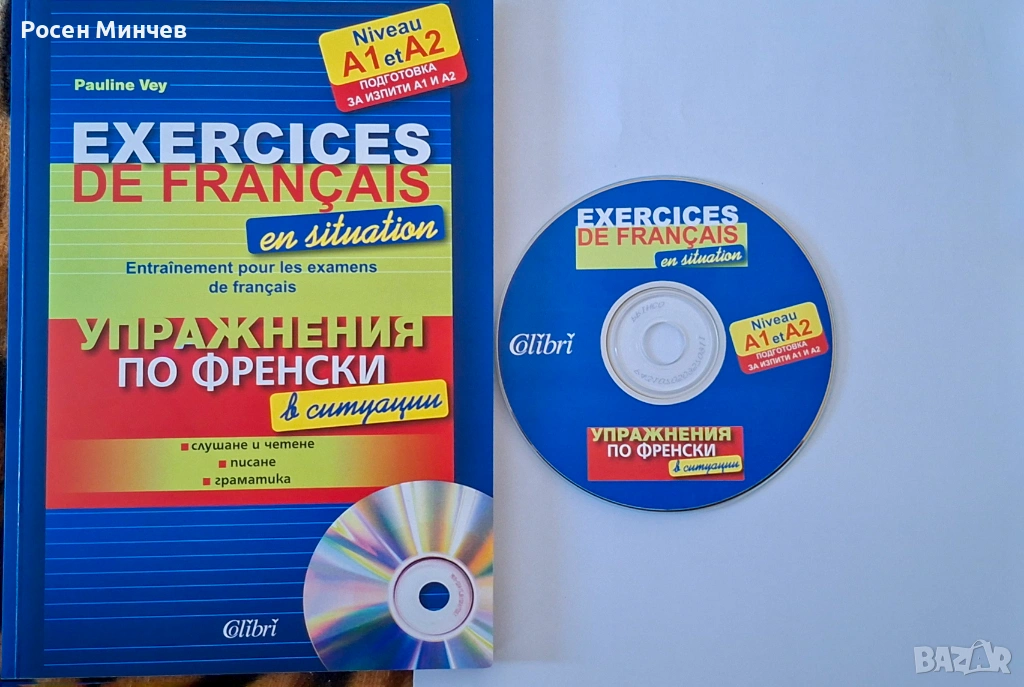 Росен Минчев
Pauline Vey
Niveau
A1 et A2
ПОДГОТОВКА
ЗА ИЗПИТИ А1 И А2
EXERCICES
DE FRANÇAIS
en situation
Entraînement pour les examens
de français
УПРАЖНЕНИЯ
ПО ФРЕНСКИ
в ситуации
слушане и четене
писане
граматика
Colibri
EXERCICES
DE FRANÇAIS
en situation
Colibri
Niveau
A1 et A2
ПОДГОТОВКА
ЗА ИЗПИТИ А1 И А2
УПРАЖНЕНИЯ
ПО ФРЕНСКИ
в ситуации
BAZAR